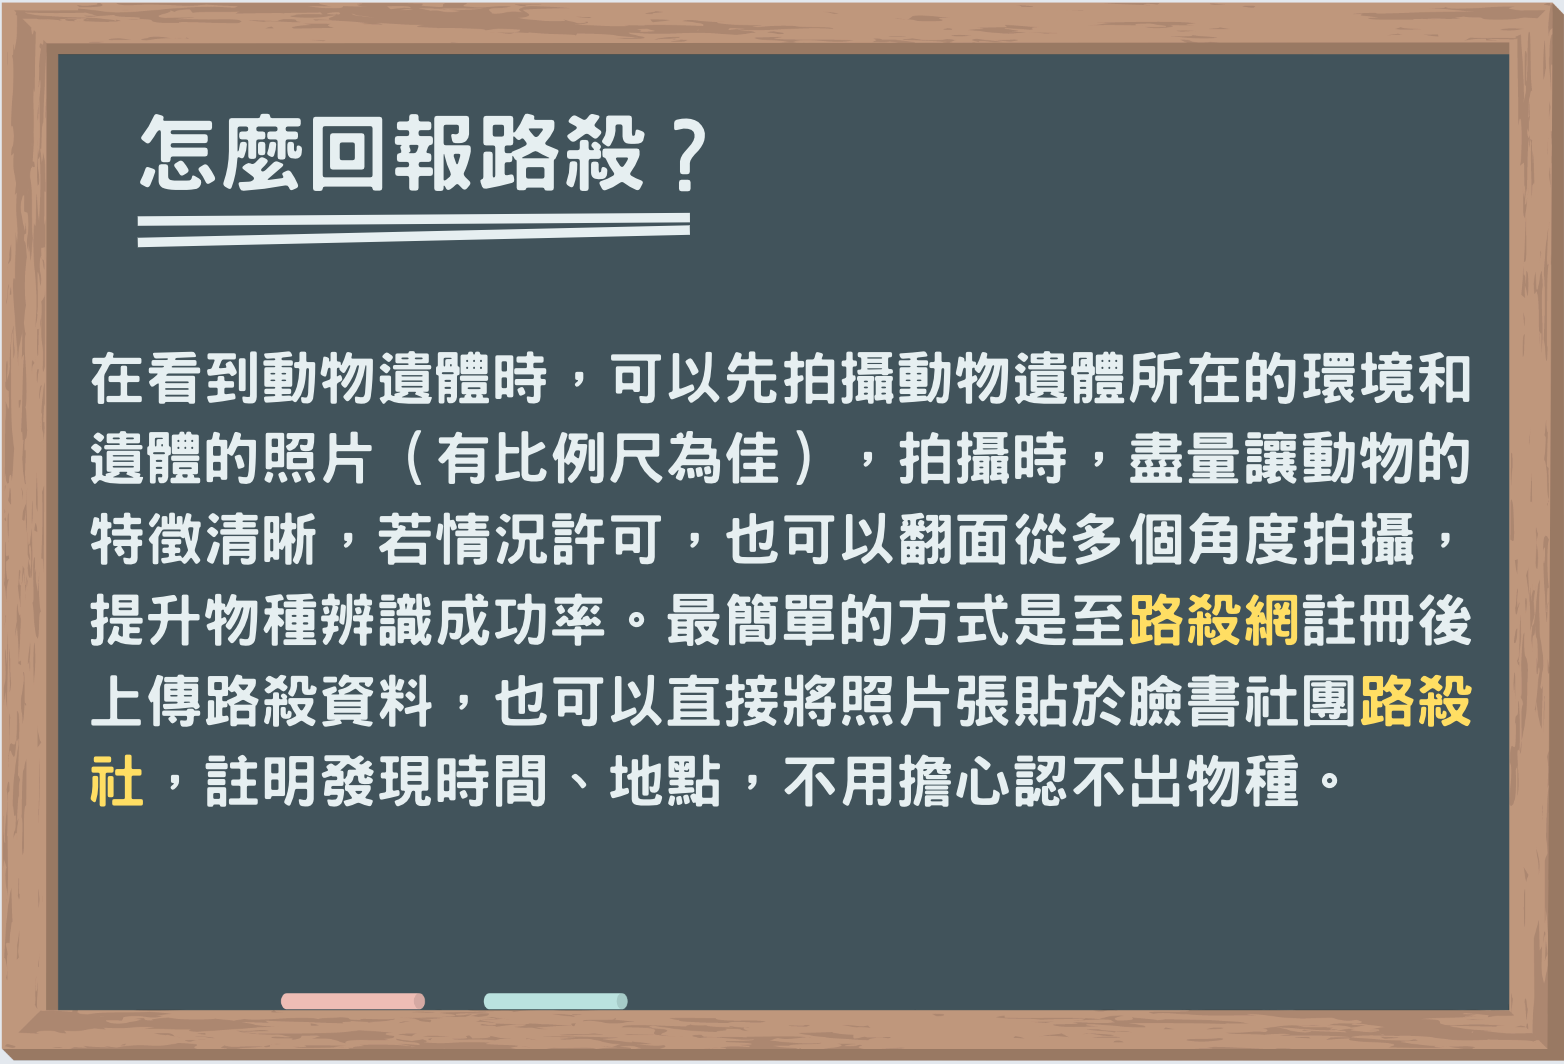 怎麼回報路殺？
在看到動物遺體時，可以先拍攝動物遺體所在的環境和
遺體的照片（有比例尺為佳），拍攝時，盡量讓動物的
特徵清晰，若情況許可，也可以翻面從多個角度拍攝，
提升物種辨識成功率。最簡單的方式是至路殺網註冊後
上傳路殺資料，也可以直接將照片張貼於臉書社團路殺
社，註明發現時間、地點，不用擔心認不出物種。